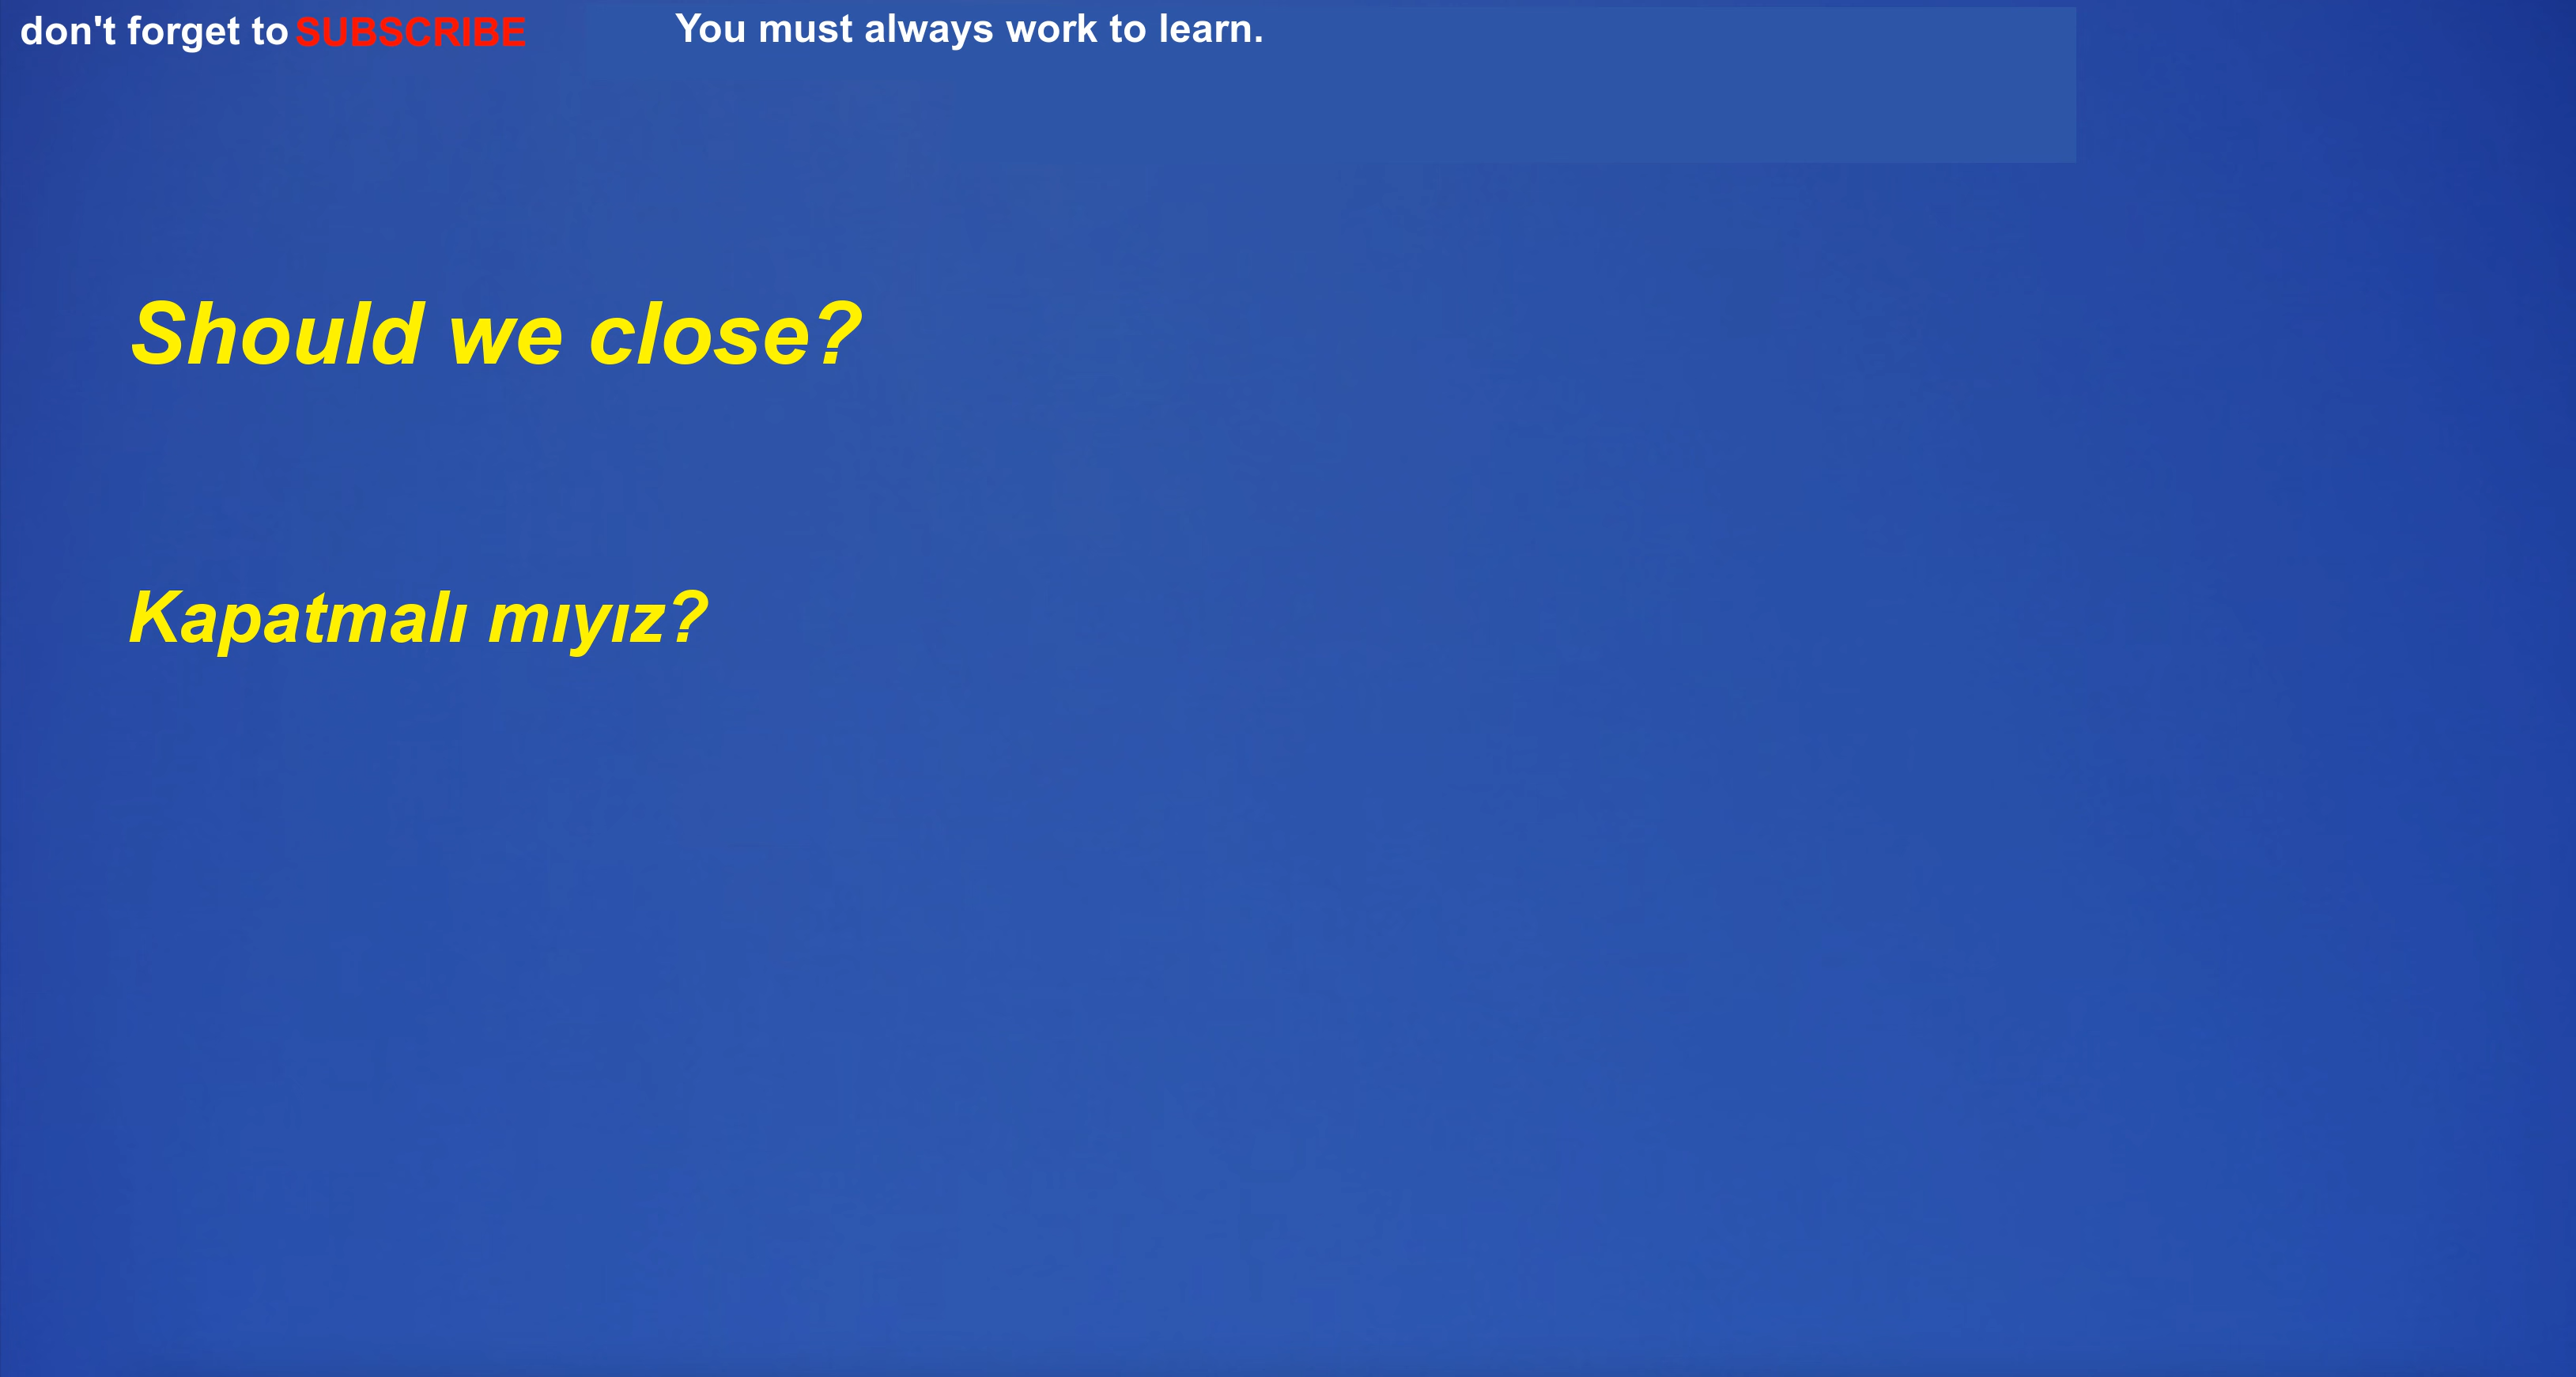 don't forget to SUBSCRIBE You must always work to learn.
Should we close?
Kapatmalı mıyız?